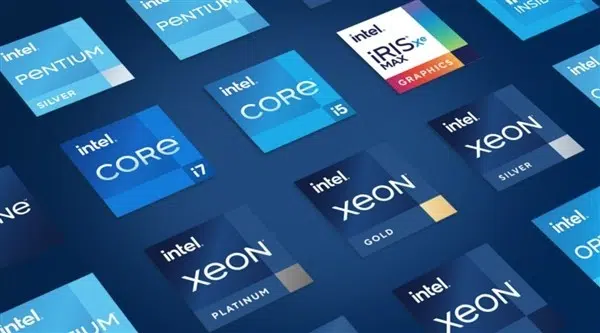 intel
PENTIUM
SILVER
intel
CORE
i5
intel
iRIS xe
MAX
GRAPHICS
intel
intel
CORE
i7
intel
XEON
GOLD
intel
XEON
SILVER
intel
XEON
PLATINUM
intel
XEON
intel
intel
PENTIUM